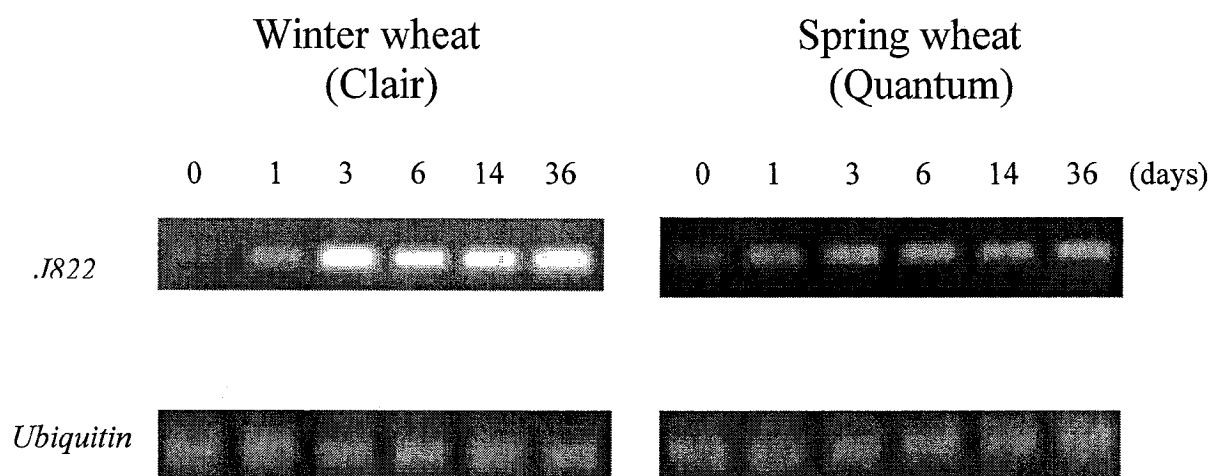 Winter wheat
(Clair)
Spring wheat
(Quantum)
0 1 3 6 14 36
0 1 3 6 14 36 (days)
J822
Ubiquitin